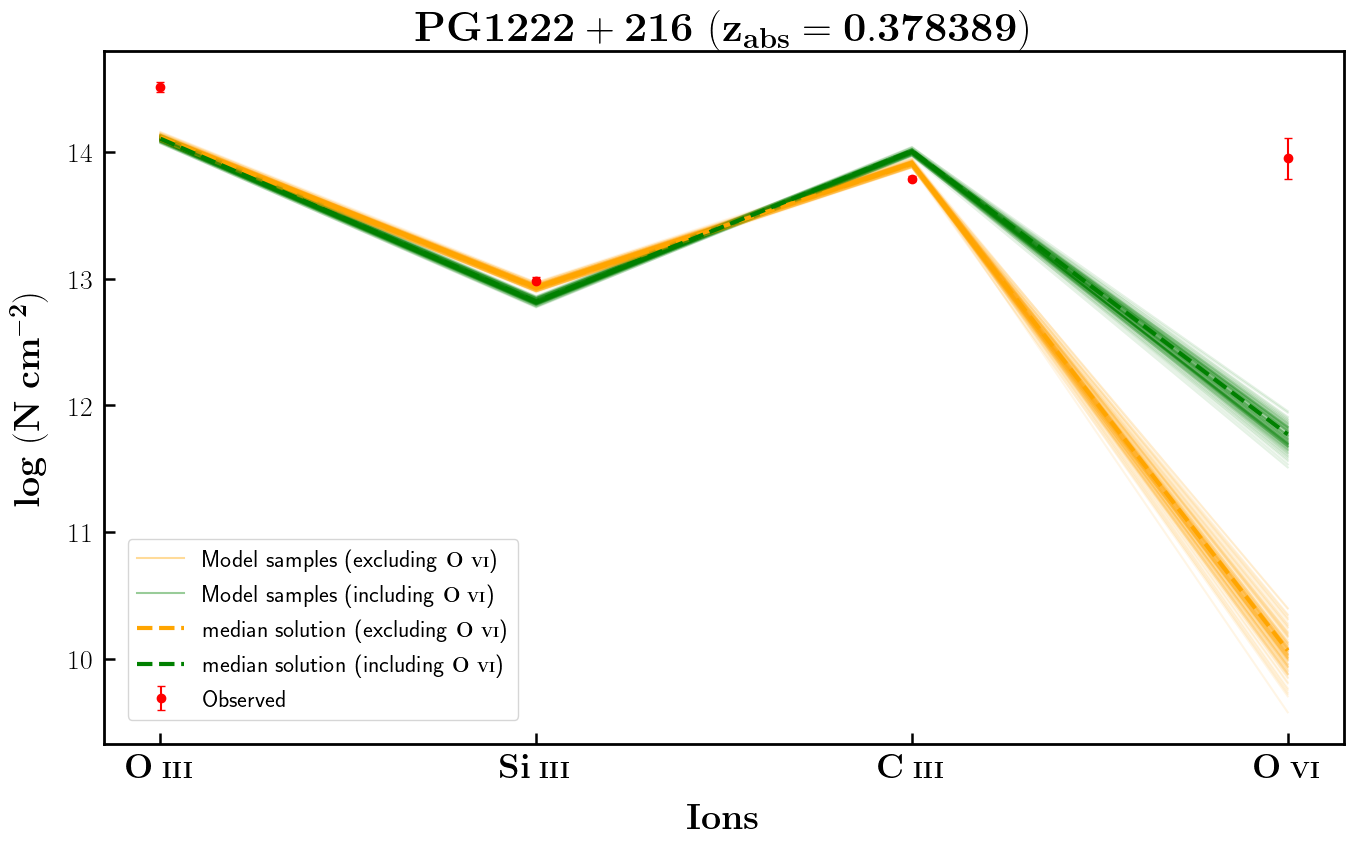 PG1222 + 216 (z_abs = 0.378389)
log (N cm⁻²)
14
13
12
11
10
Model samples (excluding O VI)
Model samples (including O VI)
median solution (excluding O VI)
median solution (including O VI)
Observed
O III Si III C III O VI
Ions